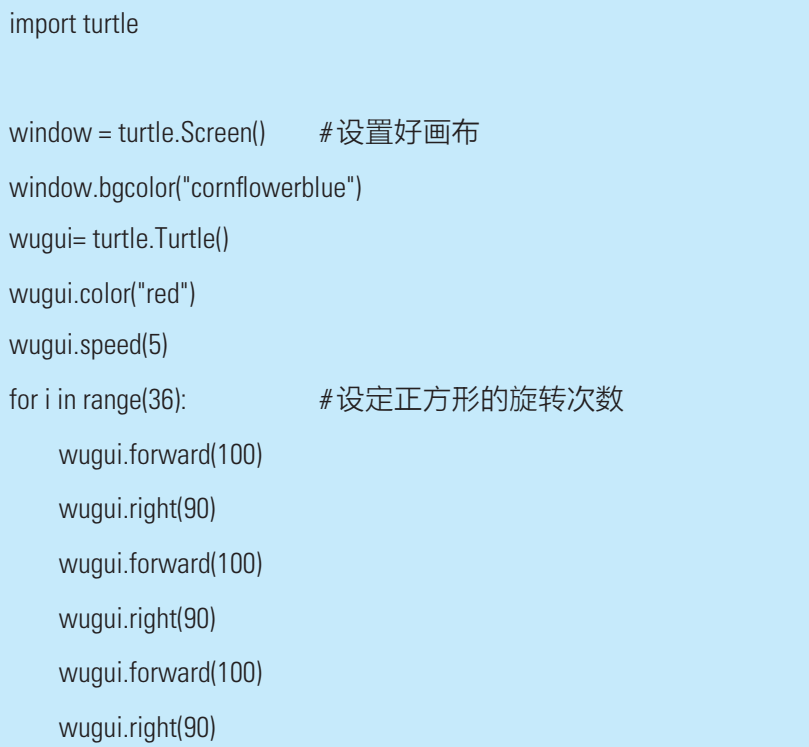 import turtle
window = turtle.Screen() #设置好画布
window.bgcolor("cornflowerblue")
wugui= turtle.Turtle()
wugui.color("red")
wugui.speed(5)
for i in range(36): #设定正方形的旋转次数
wugui.forward(100)
wugui.right(90)
wugui.forward(100)
wugui.right(90)
wugui.forward(100)
wugui.right(90)